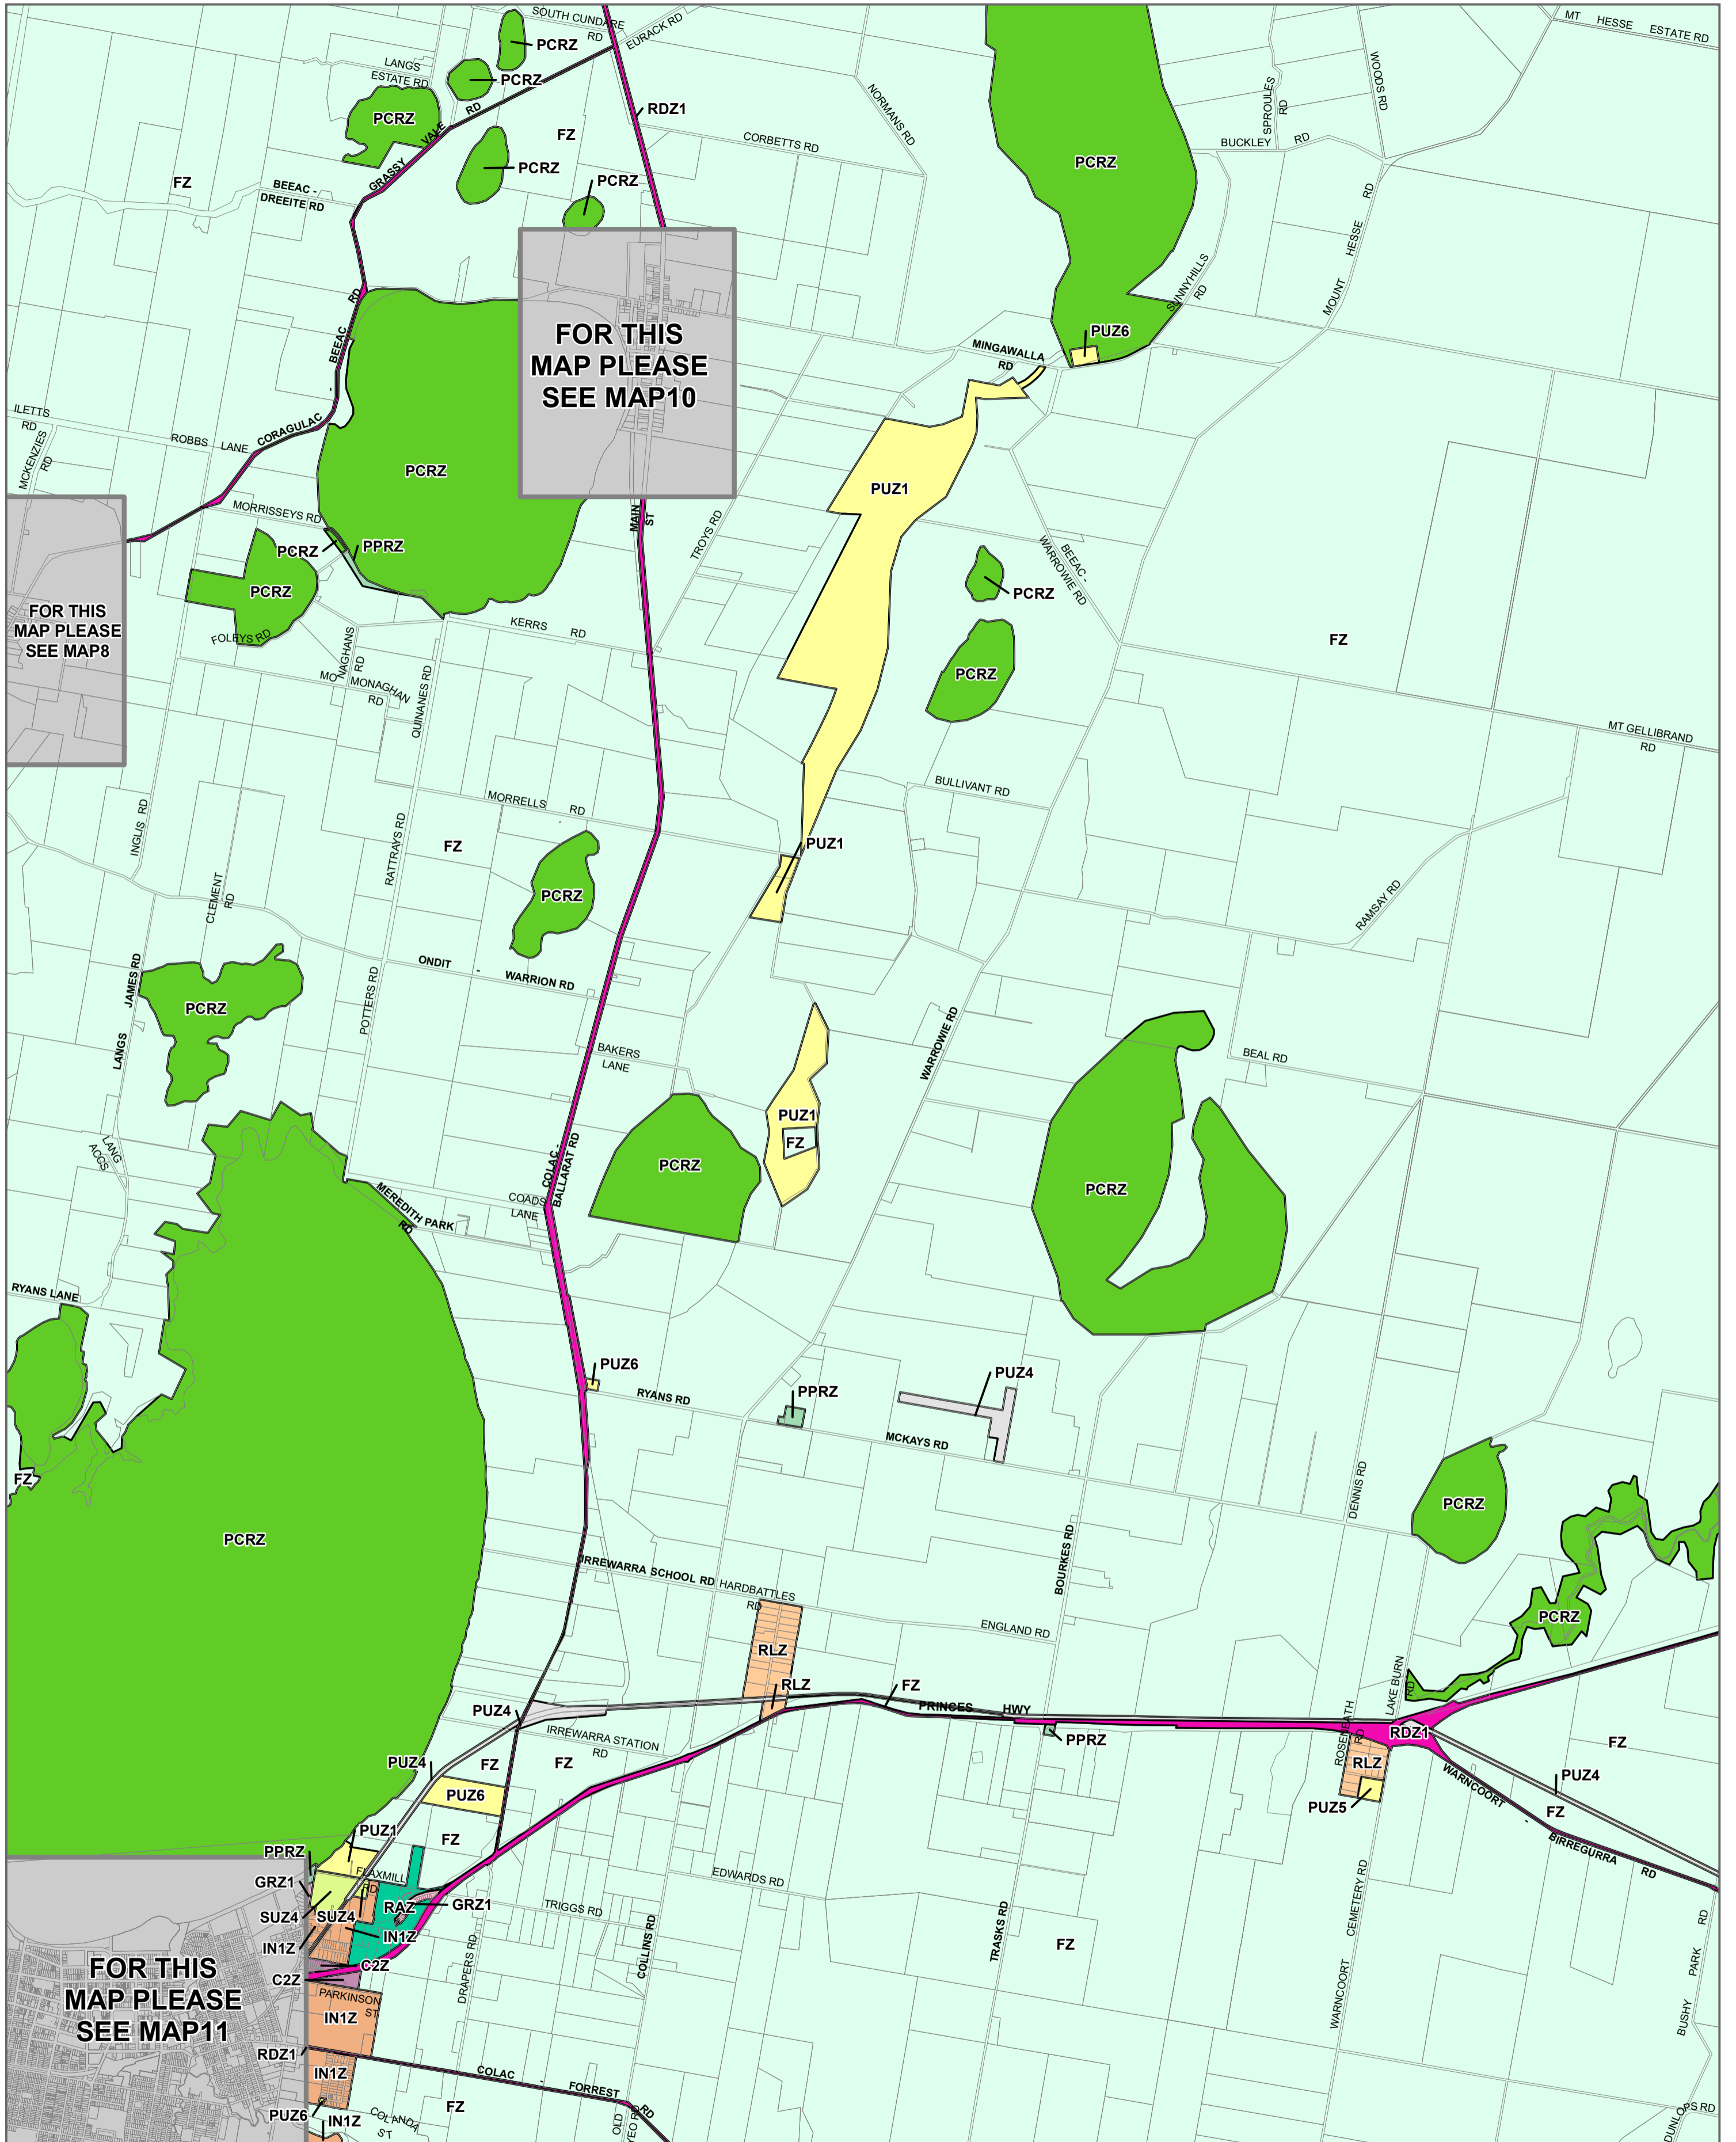 SOUTH CUNDARE
RD
EURACK RD
MT HESSE ESTATE RD
PCRZ
LANGS
ESTATE RD
PCRZ
WOODS RD
SPROULES
RD
NORMANS RD
RDZ1
PCRZ
GRASSY VALE RD
FZ
CORBETTS RD
BUCKLEY RD
PCRZ
PCRZ
PCRZ
FZ
BEEAC -
DREEITE RD
MOUNT HESSE RD
SUNNYHILLS
RD
FOR THIS
MAP PLEASE
SEE MAP10
PUZ6
MINGAWALLA
RD
CORAGULAC - BEEAC RD
ILETTS
RD
MCKENZIES
RD
ROBBS LANE
PCRZ
PUZ1
MORRISSEYS RD
MAIN
ST
TROYS RD
PCRZ
PPRZ
BEEAC -
WARROWIE RD
PCRZ
PCRZ
FOR THIS
MAP PLEASE
SEE MAP8
FOLEYS RD
KERRS RD
FZ
NAGHANS
RD
MO
MONAGHAN
RD
QUINANES RD
PCRZ
MT GELLIBRAND
RD
BULLIVANT RD
MORRELLS RD
INGLIS RD
RATTRAYS RD
FZ
PUZ1
CLEMENT
RD
PCRZ
RAMSAY RD
ONDIT - WARRION RD
JAMES RD
LANGS
POTTERS RD
PCRZ
WARROWIE RD
BAKERS
LANE
BEAL RD
PUZ1
FZ
LANG
ACCS
COLAC -
BALLARAT RD
PCRZ
PCRZ
MEREDITH PARK
RD
COADS
LANE
RYANS LANE
PUZ6
RYANS RD
PPRZ
PUZ4
MCKAYS RD
FZ
DENNIS RD
PCRZ
PCRZ
IRREWARRA SCHOOL RD
HARDBATTLES
RD
BOURKES RD
ENGLAND RD
PCRZ
RLZ
RLZ
FZ
PRINCES HWY
LAKE BURN
RD
PUZ4
IRREWARRA STATION
RD
PPRZ
ROSENEATH
RD
RDZ1
FZ
PUZ4
FZ
FZ
RLZ
PUZ4
PUZ6
PUZ5
WARNCOORT - BIRREGURRA RD
FZ
PUZ1
FZ
PPRZ
FLAXMILL
RD
EDWARDS RD
GRZ1
RAZ
GRZ1
TRIGGS RD
SUZ4
SUZ4
IN1Z
IN1Z
C2Z
C2Z
DRAPERS RD
COLLINS RD
TRASKS RD
FZ
WARNCOORT CEMETERY RD
BUSHY PARK RD
FOR THIS
MAP PLEASE
SEE MAP11
PARKINSON
ST
IN1Z
RDZ1
IN1Z
COLAC - FORREST RD
PUZ6
IN1Z
COLANDA
ST
FZ
OLD
YEO RD
DUNLOPS RD